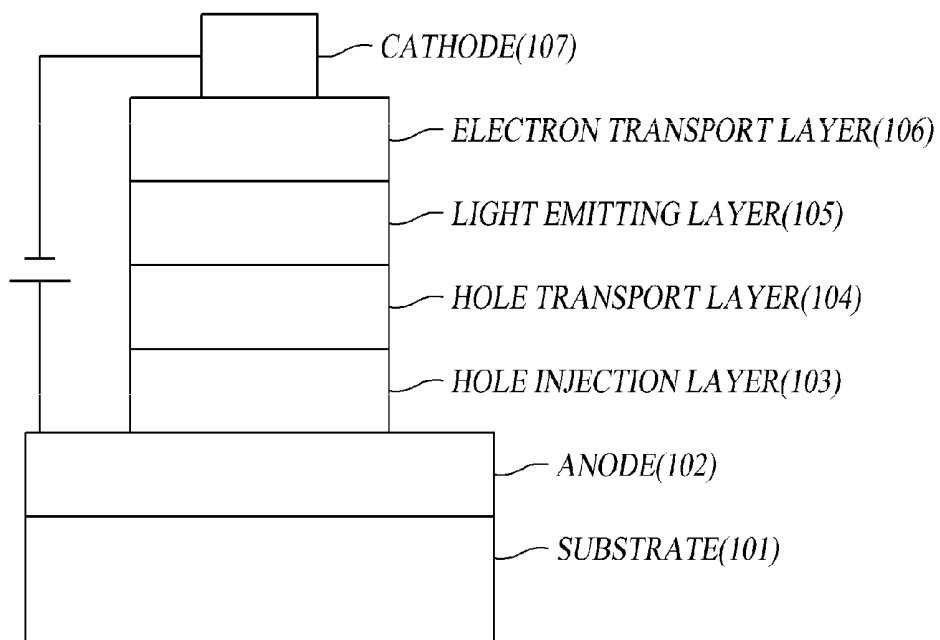 CATHODE(107)
ELECTRON TRANSPORT LAYER(106)
LIGHT EMITTING LAYER(105)
HOLE TRANSPORT LAYER(104)
HOLE INJECTION LAYER(103)
ANODE(102)
SUBSTRATE(101)